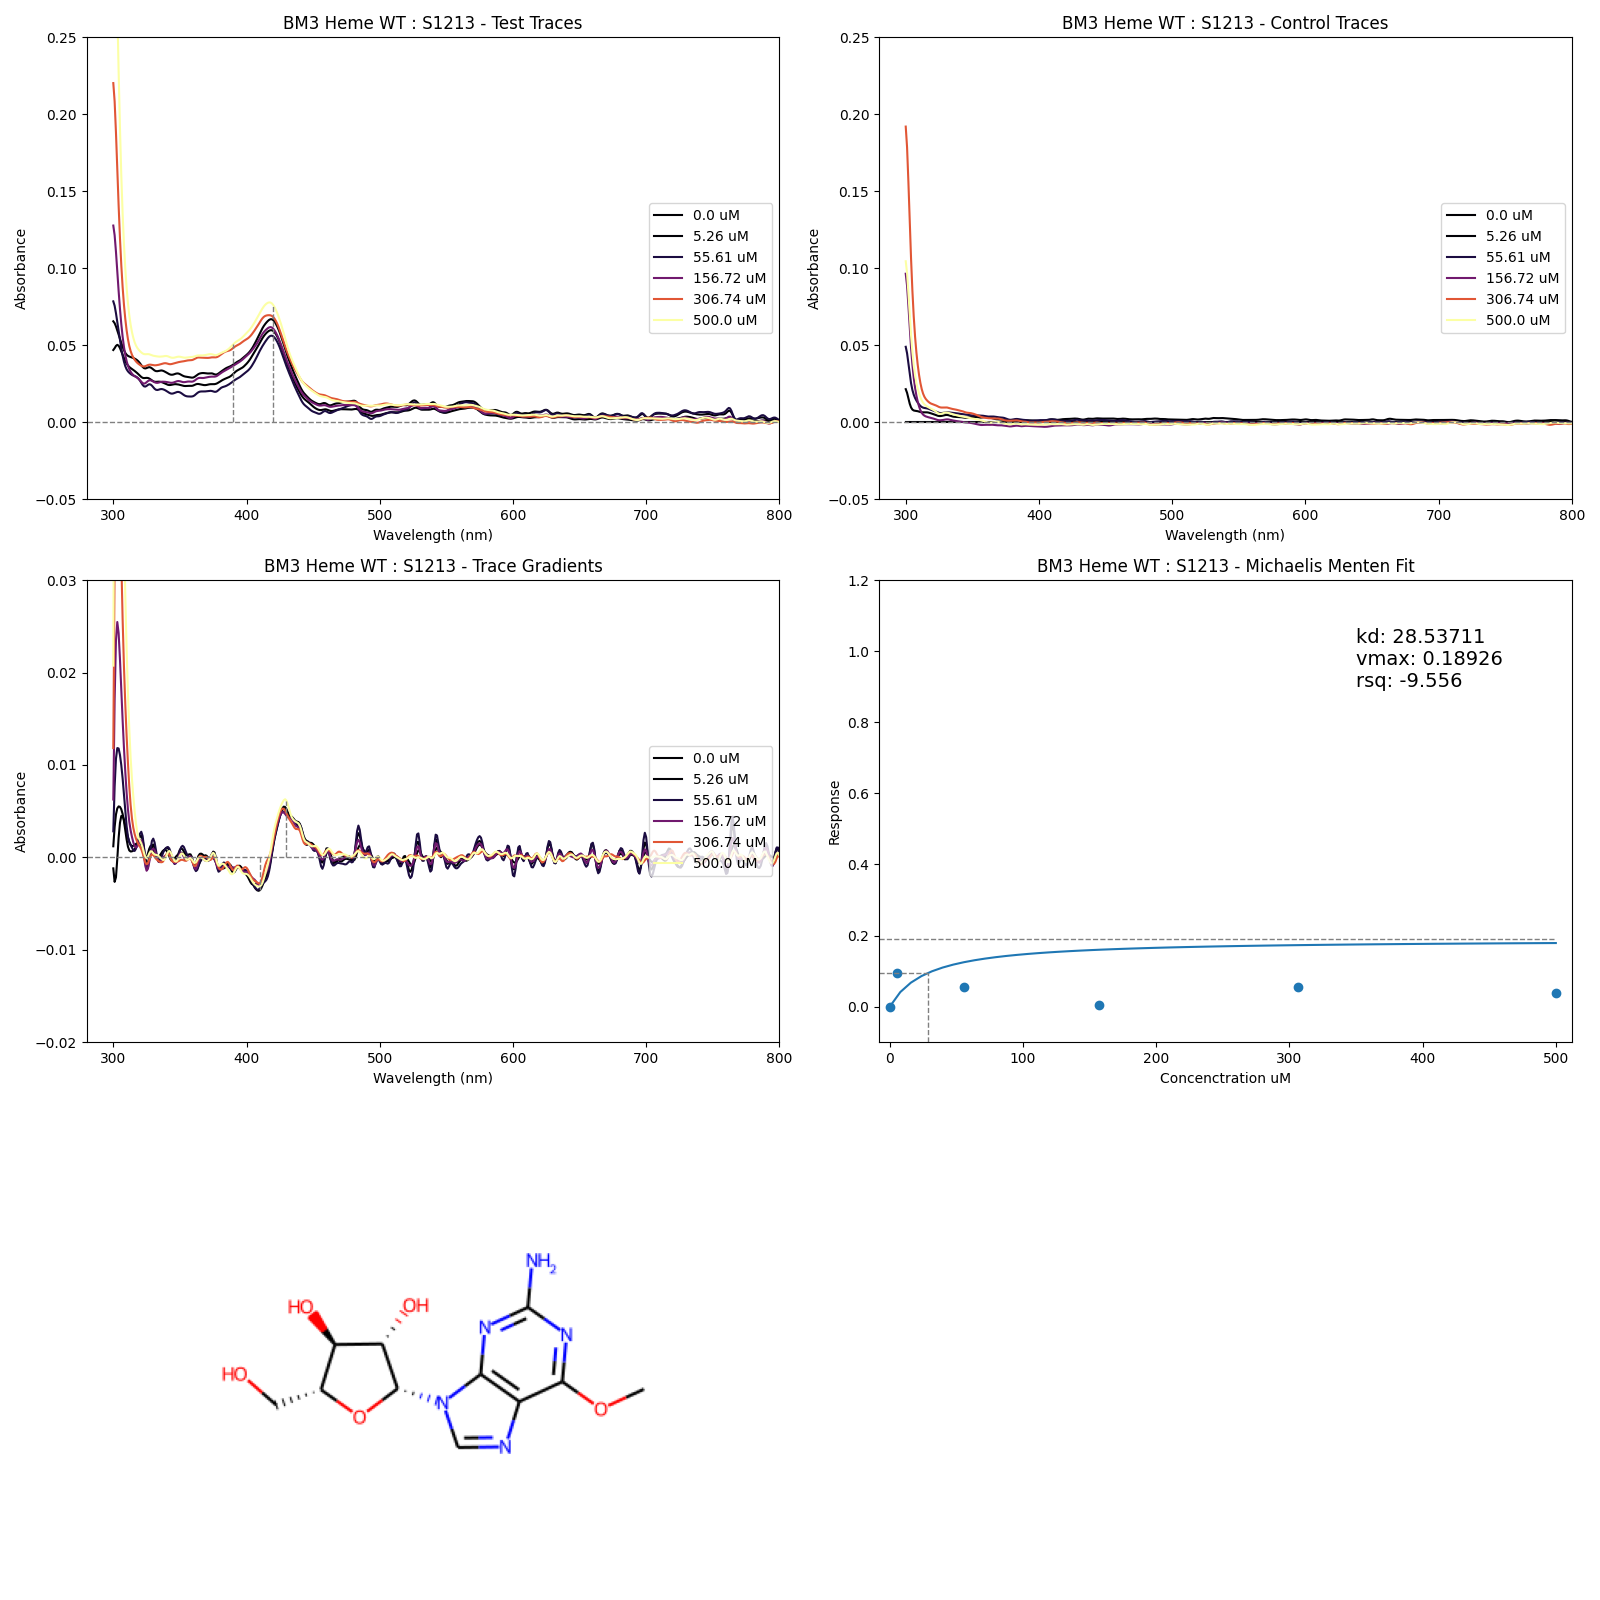 BM3 Heme WT : S1213 - Test Traces
0.25
0.20
0.15
0.10
0.05
0.00
−0.05
Absorbance
300 400 500 600 700 800
Wavelength (nm)
0.0 uM
5.26 uM
55.61 uM
156.72 uM
306.74 uM
500.0 uM
BM3 Heme WT : S1213 - Control Traces
0.25
0.20
0.15
0.10
0.05
0.00
−0.05
Absorbance
300 400 500 600 700 800
Wavelength (nm)
0.0 uM
5.26 uM
55.61 uM
156.72 uM
306.74 uM
500.0 uM
BM3 Heme WT : S1213 - Trace Gradients
0.03
0.02
0.01
0.00
−0.01
−0.02
Absorbance
300 400 500 600 700 800
Wavelength (nm)
0.0 uM
5.26 uM
55.61 uM
156.72 uM
306.74 uM
500.0 uM
BM3 Heme WT : S1213 - Michaelis Menten Fit
1.2
1.0
0.8
0.6
0.4
0.2
0.0
Response
0 100 200 300 400 500
Concenctration uM
kd: 28.53711
vmax: 0.18926
rsq: -9.556
NH2
HO OH
N N
HO
N O
O
N